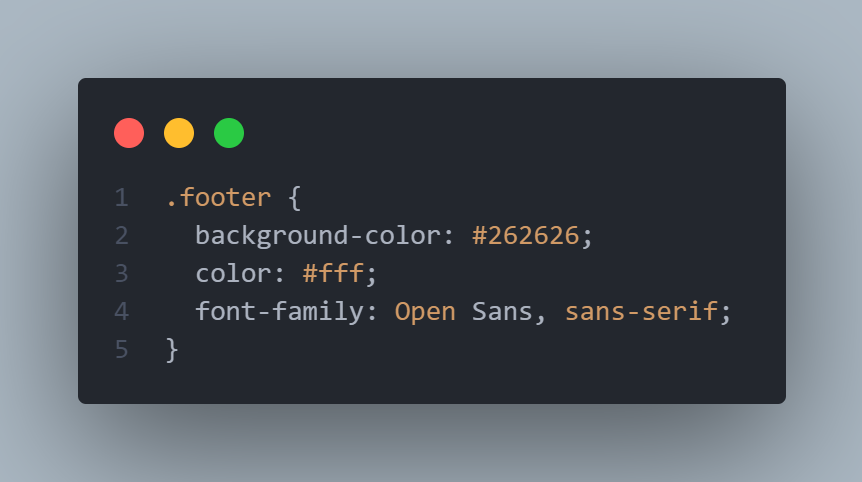 1 .footer {
2   background-color: #262626;
3   color: #fff;
4   font-family: Open Sans, sans-serif;
5 }